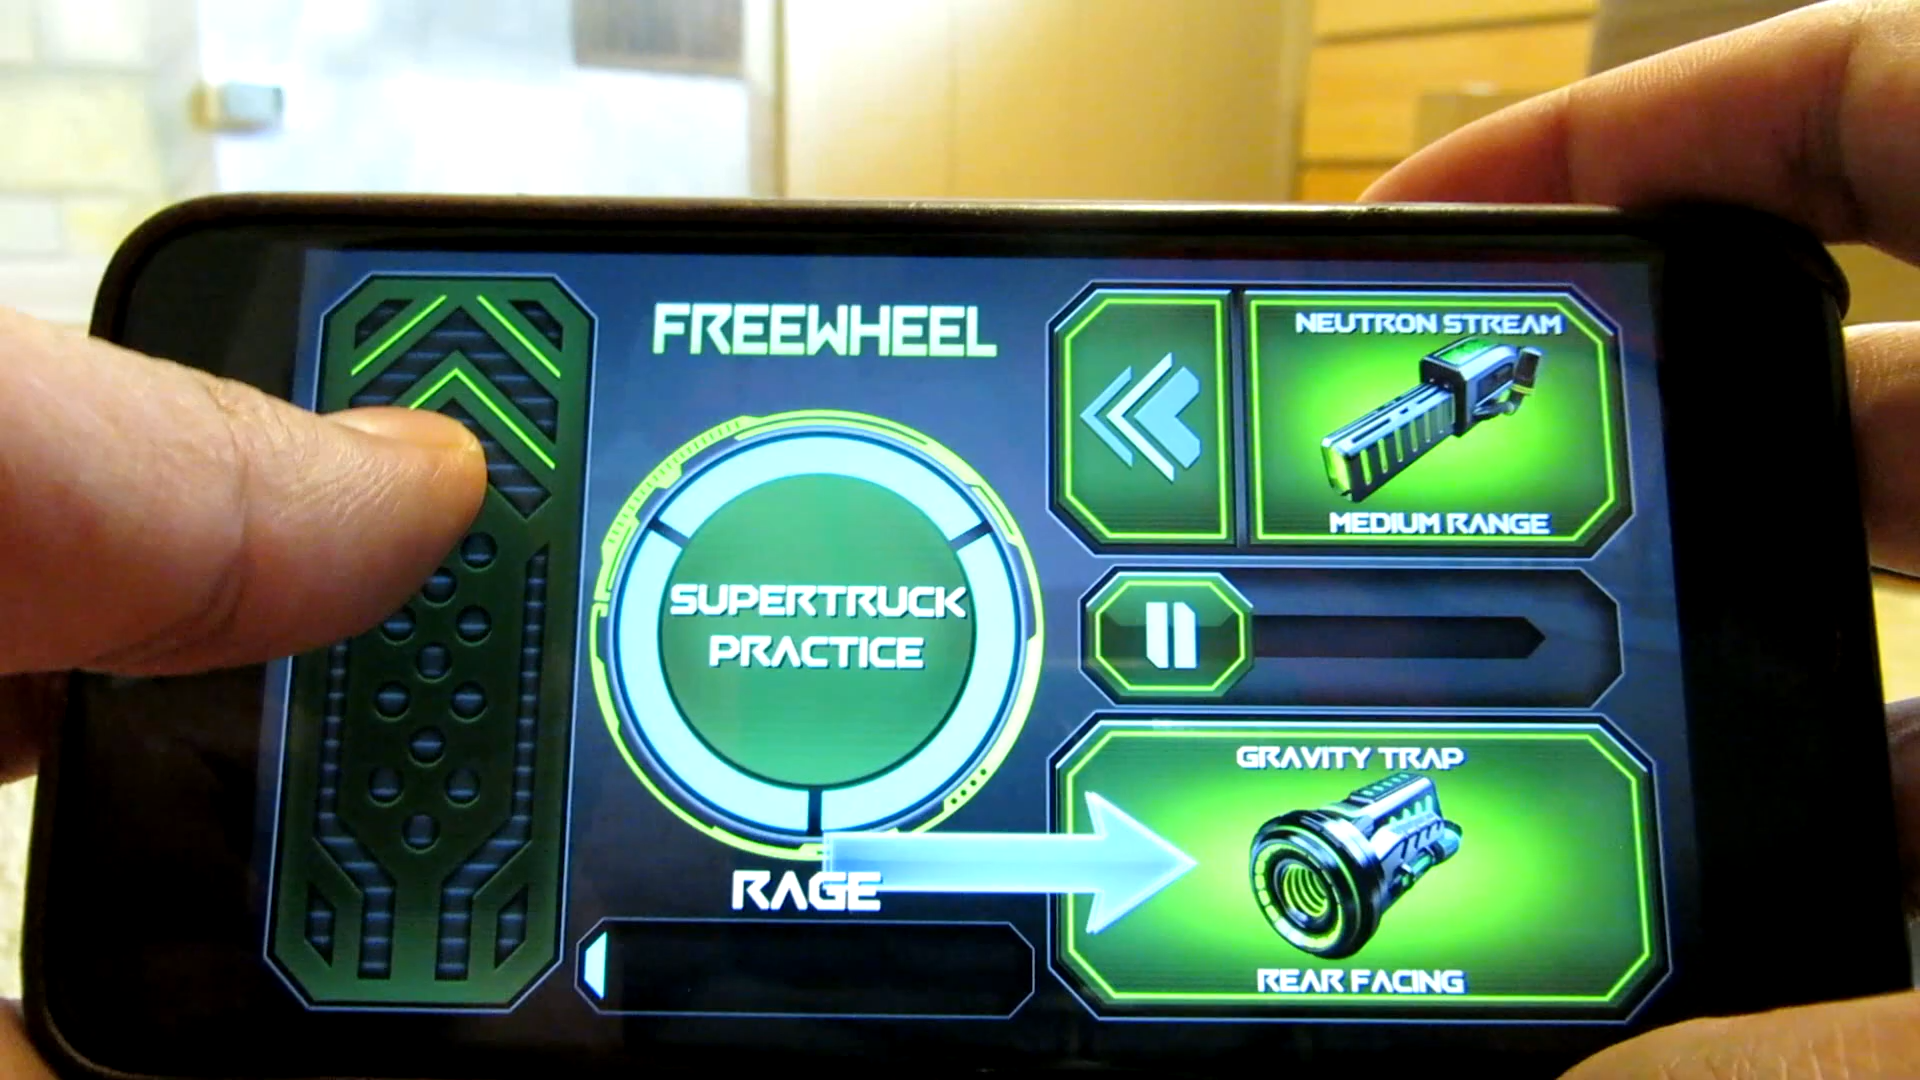 FREEWHEEL
SUPERTRUCK
PRACTICE
RAGE
NEUTRON STREAM
MEDIUM RANGE
GRAVITY TRAP
REAR FACING